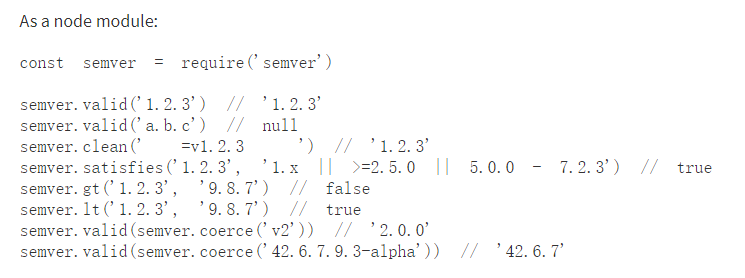 As a node module:
const semver = require('semver')
semver.valid('1.2.3') // '1.2.3'
semver.valid('a.b.c') // null
semver.clean('   =v1.2.3   ') // '1.2.3'
semver.satisfies('1.2.3', '1.x || >=2.5.0 || 5.0.0 - 7.2.3') // true
semver.gt('1.2.3', '9.8.7') // false
semver.lt('1.2.3', '9.8.7') // true
semver.valid(semver.coerce('v2')) // '2.0.0'
semver.valid(semver.coerce('42.6.7.9.3-alpha')) // '42.6.7'